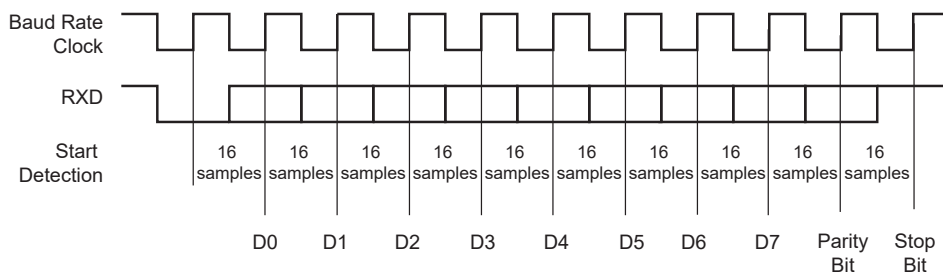 Baud Rate
Clock
RXD
Start
Detection
16 16 16 16 16 16 16 16 16 16
samples samples samples samples samples samples samples samples samples samples
D0 D1 D2 D3 D4 D5 D6 D7 Parity Stop
Bit Bit